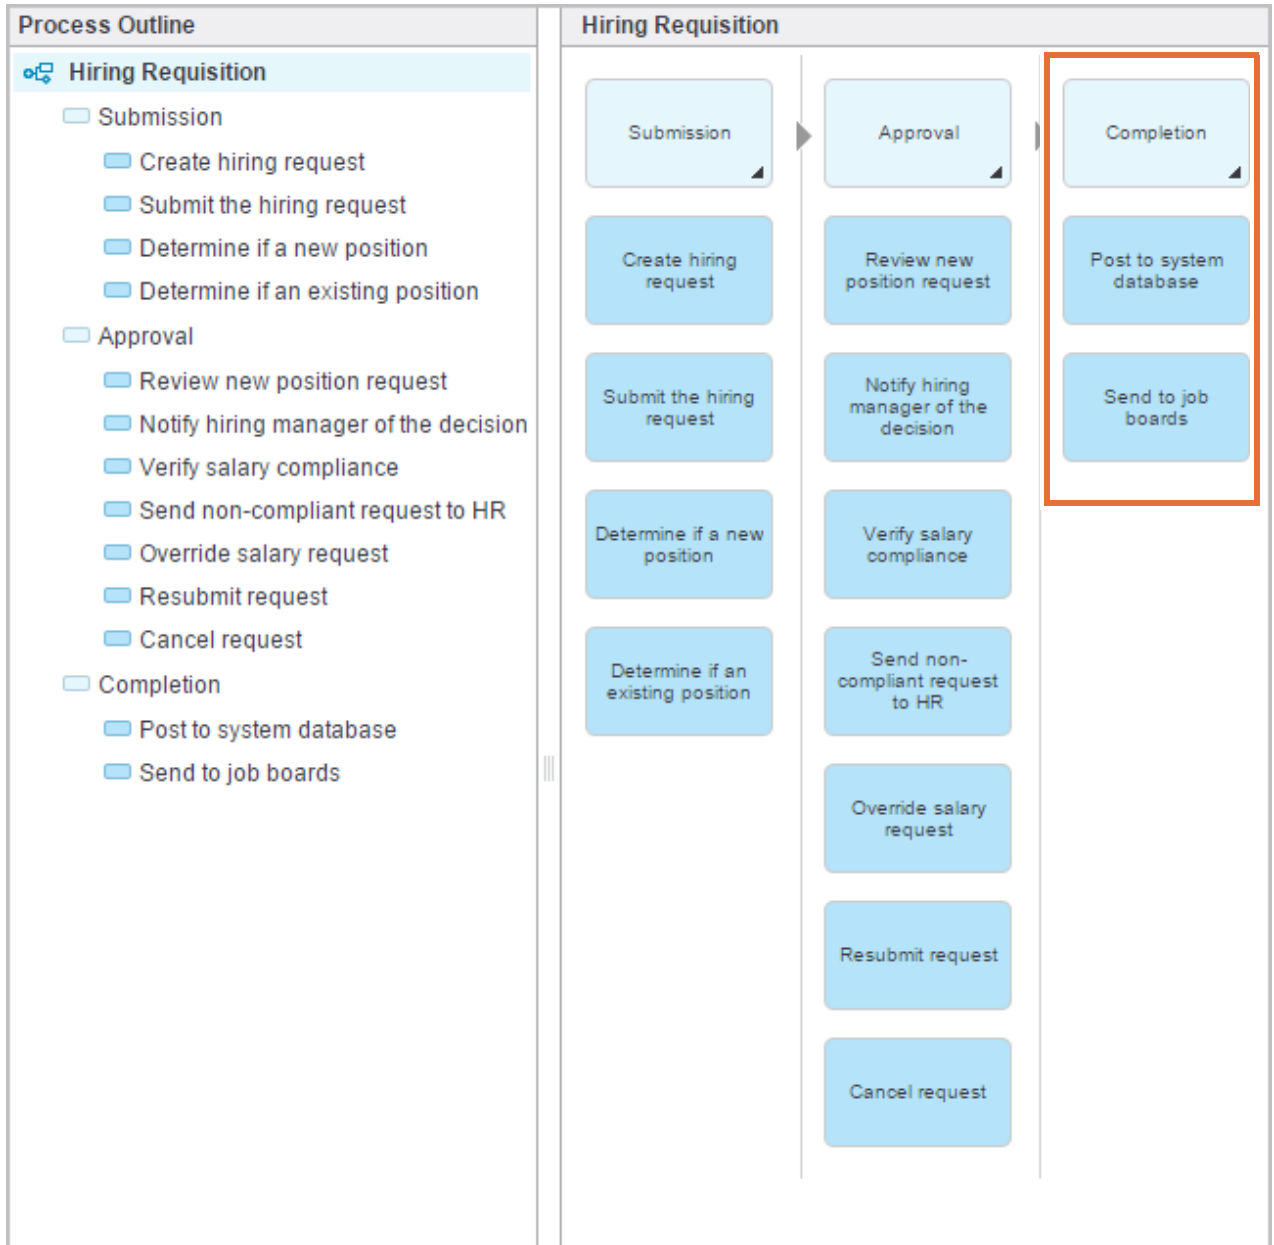 Process Outline
Hiring Requisition
Submission
Create hiring request
Submit the hiring request
Determine if a new position
Determine if an existing position
Approval
Review new position request
Notify hiring manager of the decision
Verify salary compliance
Send non-compliant request to HR
Override salary request
Resubmit request
Cancel request
Completion
Post to system database
Send to job boards
Hiring Requisition
Submission
Create hiring
request
Submit the hiring
request
Determine if a new
position
Determine if an
existing position
Approval
Review new
position request
Notify hiring
manager of the
decision
Verify salary
compliance
Send non-
compliant request
to HR
Override salary
request
Resubmit request
Cancel request
Completion
Post to system
database
Send to job
boards